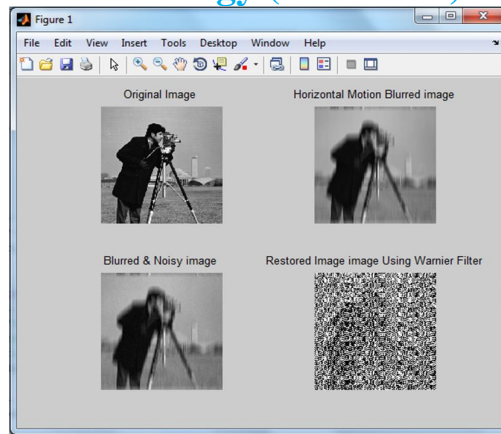 Figure 1
File Edit View Insert Tools Desktop Window Help
Original Image
Horizontal Motion Blurred image
Blurred & Noisy image
Restored Image image Using Warnier Filter